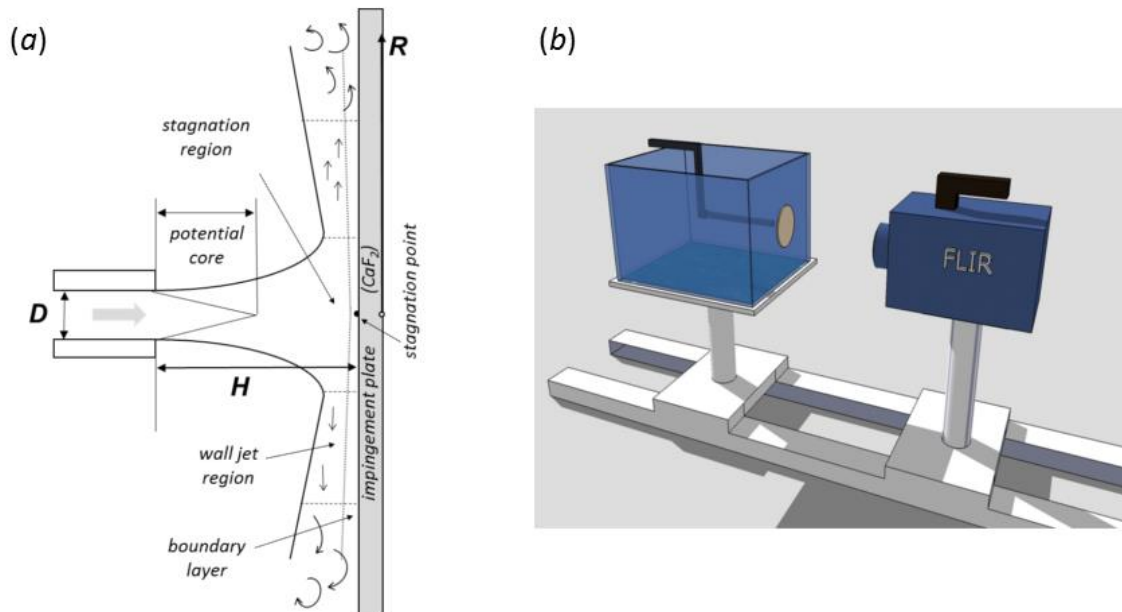 (a)
R
stagnation
region
potential
core
D
H
(CaF2)
impingement plate
stagnation point
wall jet
region
boundary
layer
(b)
FLIR